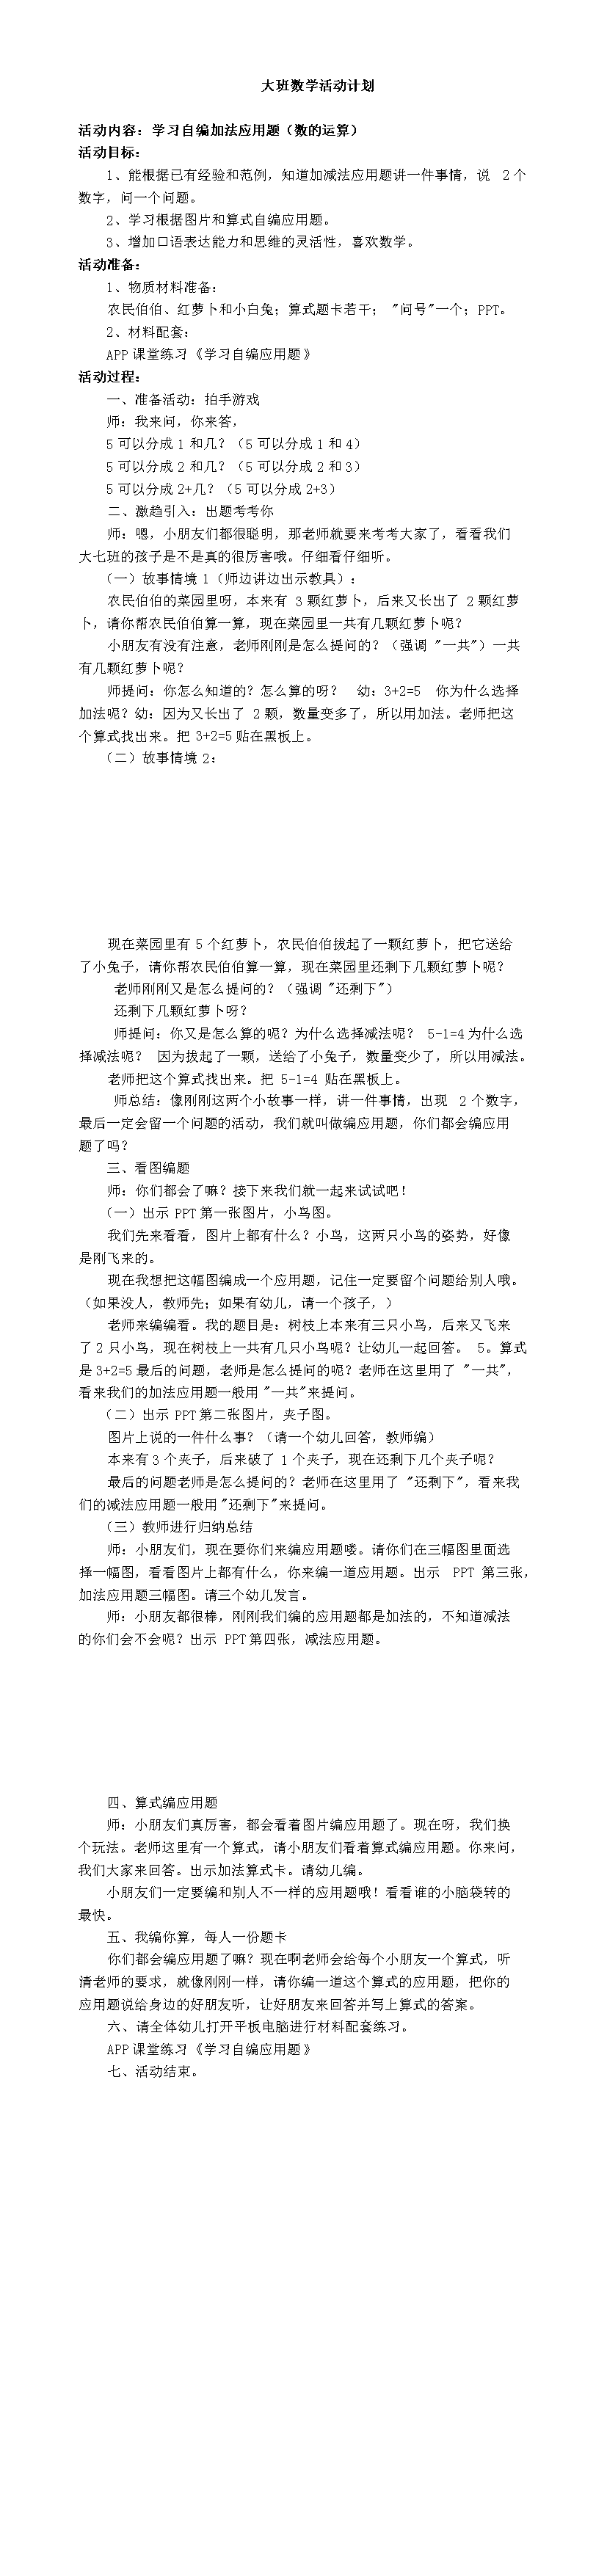 大班数学活动计划
活动内容：学习自编加法应用题（数的运算）
活动目标：
1、能根据已有经验和范例，知道加减法应用题讲一件事情，说 2个
数字，问一个问题。
2、学习根据图片和算式自编应用题。
3、增加口语表达能力和思维的灵活性，喜欢数学。
活动准备：
1、物质材料准备：
农民伯伯、红萝卜和小白兔；算式题卡若干；"问号"一个；PPT。
2、材料配套：
APP课堂练习《学习自编应用题》
活动过程：
一、准备活动：拍手游戏
师：我来问，你来答，
5可以分成1和几？（5可以分成1和4）
5可以分成2和几？（5可以分成2和3）
5可以分成2+几？（5可以分成2+3）
二、激趣引入：出题考考你
师：嗯，小朋友们都很聪明，那老师就要来考考大家了，看看我们
大七班的孩子是不是真的很厉害哦。仔细看仔细听。
（一）故事情境1（师边讲边出示教具）：
农民伯伯的菜园里呀，本来有 3颗红萝卜，后来又长出了 2颗红萝
卜，请你帮农民伯伯算一算，现在菜园里一共有几颗红萝卜呢？
小朋友有没有注意，老师刚刚是怎么提问的？（强调 "一共"）一共
有几颗红萝卜呢？
师提问：你怎么知道的？怎么算的呀？ 幼：3+2=5 你为什么选择
加法呢？幼：因为又长出了 2颗，数量变多了，所以用加法。老师把这
个算式找出来。把 3+2=5贴在黑板上。
（二）故事情境2：
现在菜园里有5个红萝卜，农民伯伯拔起了一颗红萝卜，把它送给
了小兔子，请你帮农民伯伯算一算，现在菜园里还剩下几颗红萝卜呢？
老师刚刚又是怎么提问的？（强调"还剩下"）
还剩下几颗红萝卜呀？
师提问：你又是怎么算的呢？为什么选择减法呢？ 5-1=4为什么选
择减法呢？ 因为拔起了一颗，送给了小兔子，数量变少了，所以用减法。
老师把这个算式找出来。把 5-1=4 贴在黑板上。
师总结：像刚刚这两个小故事一样，讲一件事情，出现 2个数字，
最后一定会留一个问题的活动，我们就叫做编应用题，你们都会编应用
题了吗？
三、看图编题
师：你们都会了嘛？接下来我们就一起来试试吧！
（一）出示PPT第一张图片，小鸟图。
我们先来看看，图片上都有什么？小鸟，这两只小鸟的姿势，好像
是刚飞来的。
现在我想把这幅图编成一个应用题，记住一定要留个问题给别人哦。
（如果没人，教师先；如果有幼儿，请一个孩子，）
老师来编编看。我的题目是：树枝上本来有三只小鸟，后来又飞来
了2只小鸟，现在树枝上一共有几只小鸟呢？让幼儿一起回答。 5。算式
是3+2=5最后的问题，老师是怎么提问的呢？老师在这里用了 "一共"，
看来我们的加法应用题一般用"一共"来提问。
（二）出示PPT第二张图片，夹子图。
图片上说的一件什么事？（请一个幼儿回答，教师编）
本来有3个夹子，后来破了1个夹子，现在还剩下几个夹子呢？
最后的问题老师是怎么提问的？老师在这里用了 "还剩下"，看来我
们的减法应用题一般用"还剩下"来提问。
（三）教师进行归纳总结
师：小朋友们，现在要你们来编应用题喽。请你们在三幅图里面选
择一幅图，看看图片上都有什么，你来编一道应用题。出示 PPT 第三张，
加法应用题三幅图。请三个幼儿发言。
师：小朋友都很棒，刚刚我们编的应用题都是加法的，不知道减法
的你们会不会呢？出示 PPT第四张，减法应用题。
四、算式编应用题
师：小朋友们真厉害，都会看着图片编应用题了。现在呀，我们换
个玩法。老师这里有一个算式，请小朋友们看着算式编应用题。你来问，
我们大家来回答。出示加法算式卡。请幼儿编。
小朋友们一定要编和别人不一样的应用题哦！看看谁的小脑袋转的
最快。
五、我编你算，每人一份题卡
你们都会编应用题了嘛？现在啊老师会给每个小朋友一个算式，听
清老师的要求，就像刚刚一样，请你编一道这个算式的应用题，把你的
应用题说给身边的好朋友听，让好朋友来回答并写上算式的答案。
六、请全体幼儿打开平板电脑进行材料配套练习。
APP课堂练习《学习自编应用题》
七、活动结束。